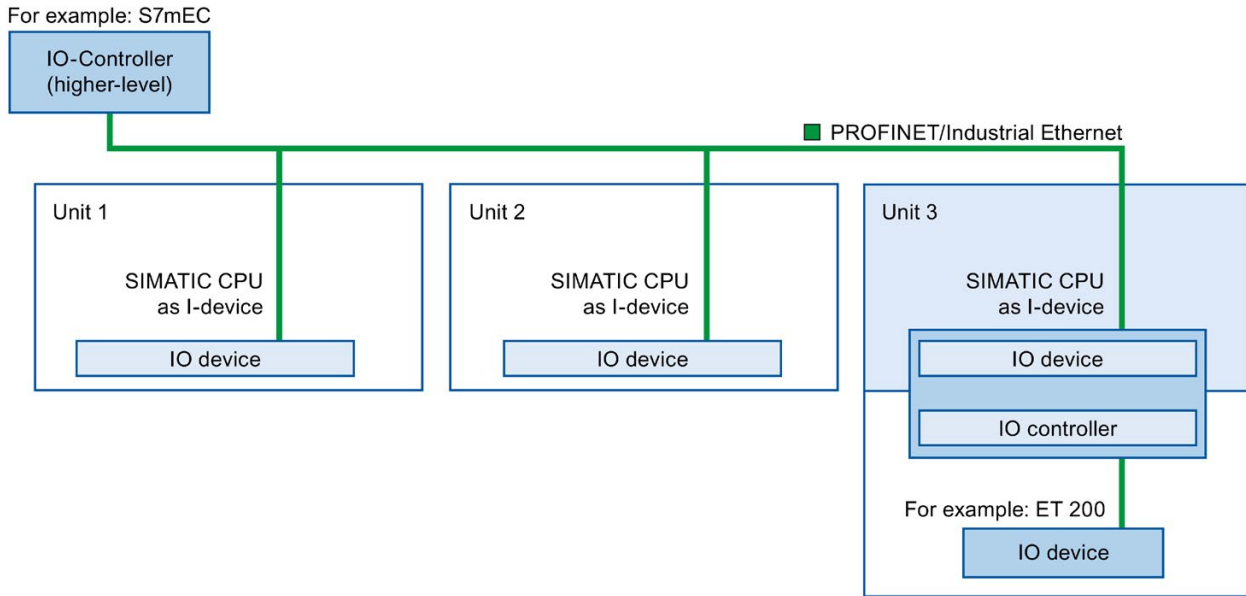 For example: S7mEC
IO-Controller
(higher-level)
PROFINET/Industrial Ethernet
Unit 1
SIMATIC CPU
as I-device
IO device
Unit 2
SIMATIC CPU
as I-device
IO device
Unit 3
SIMATIC CPU
as I-device
IO device
IO controller
For example: ET 200
IO device